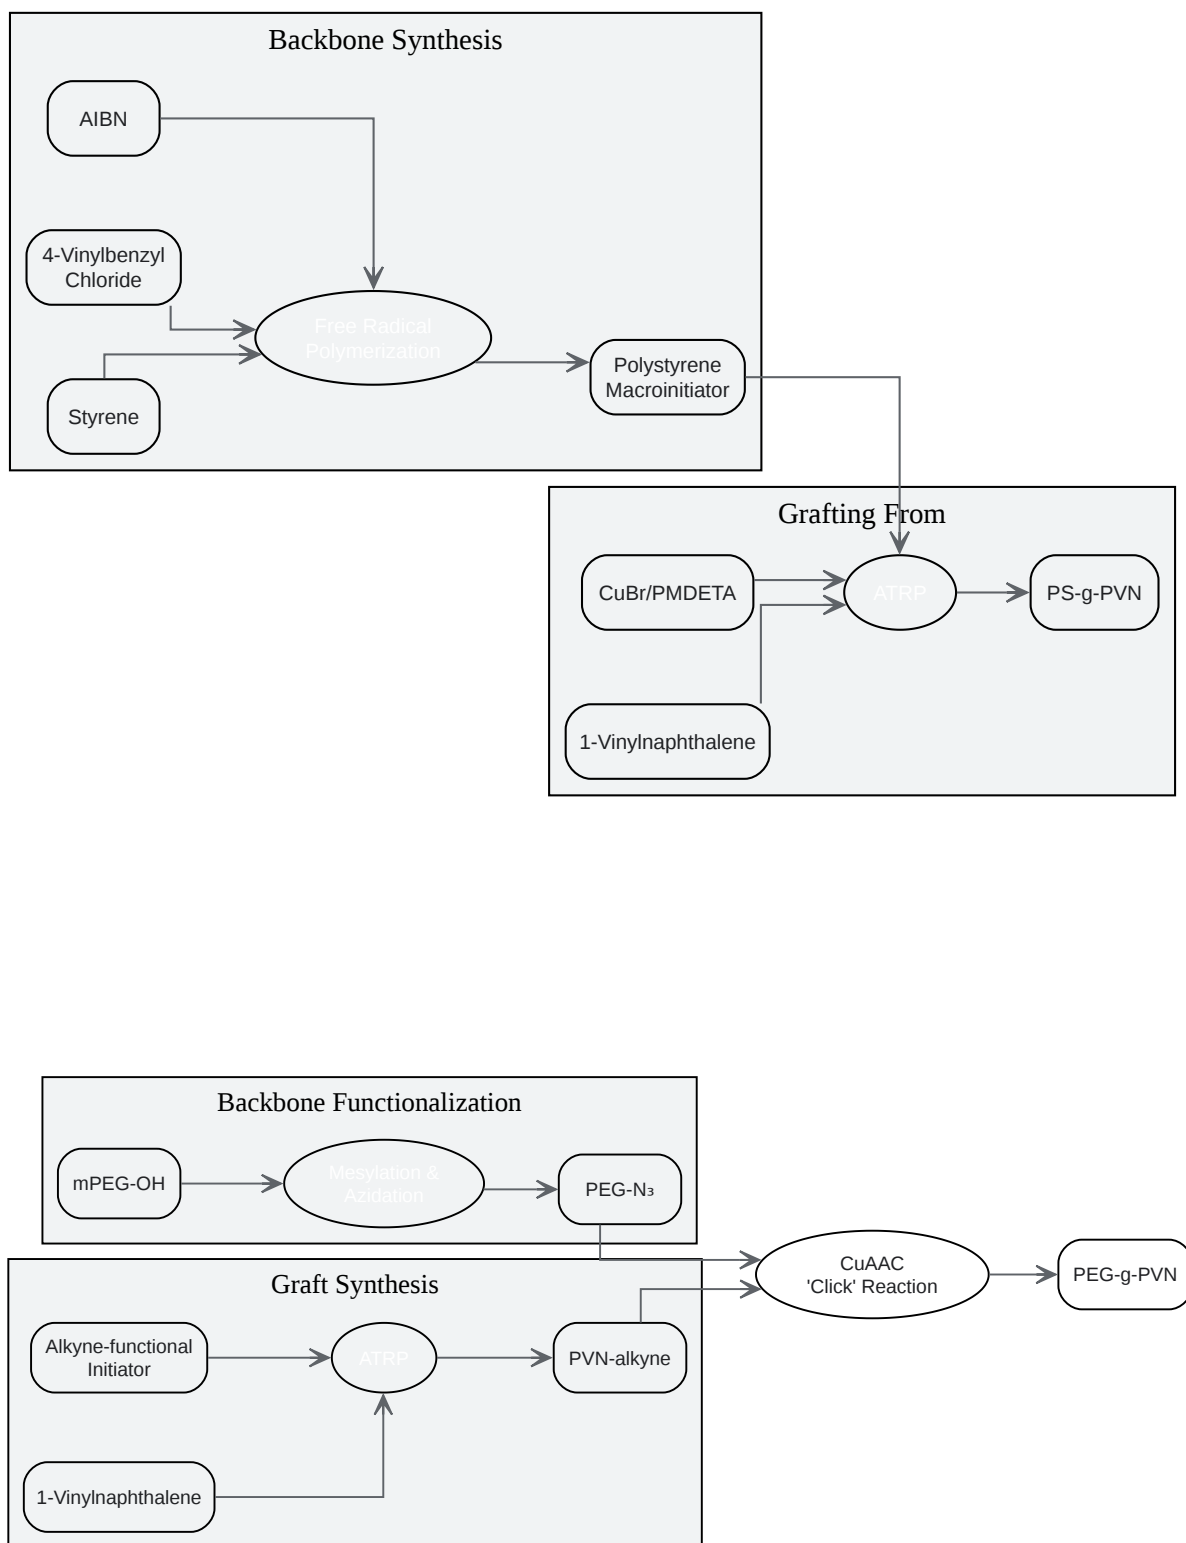 Backbone Synthesis
AIBN
4-Vinylbenzyl
Chloride
Free Radical
Polymerization
Styrene
Polystyrene
Macroinitiator
Grafting From
CuBr/PMDETA
ATRP
PS-g-PVN
1-Vinylnaphthalene
Backbone Functionalization
mPEG-OH
Mesylation &
Azidation
PEG-N₃
Graft Synthesis
Alkyne-functional
Initiator
ATRP
PVN-alkyne
1-Vinylnaphthalene
CuAAC
'Click' Reaction
PEG-g-PVN